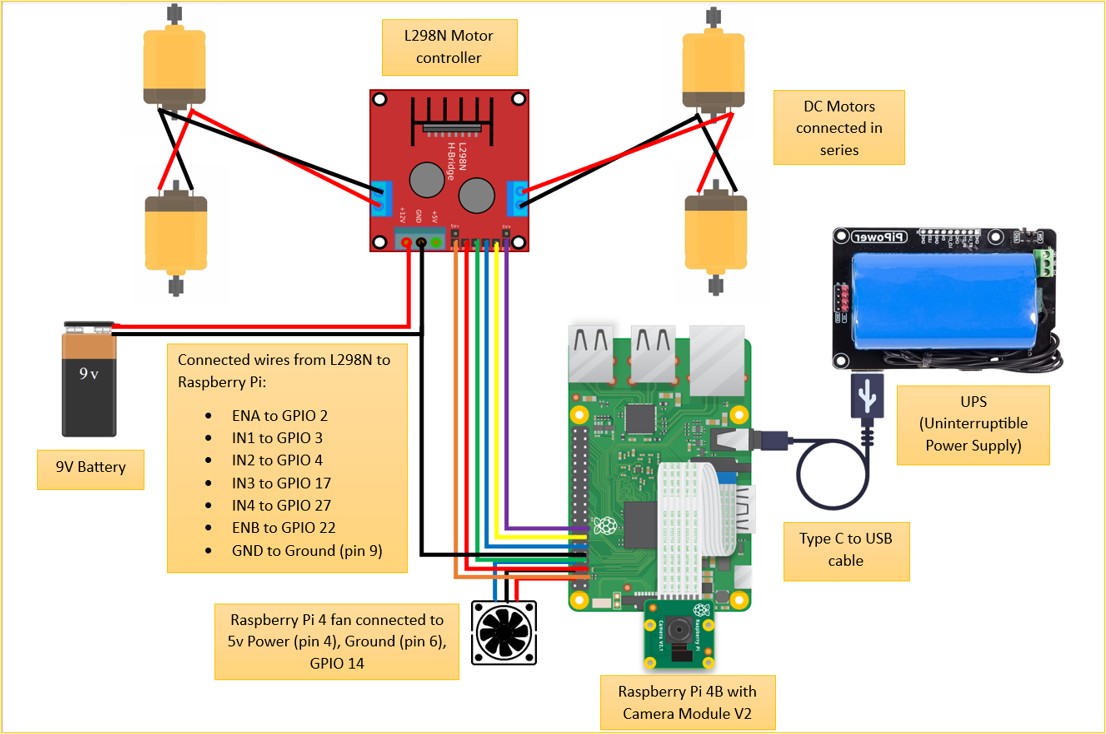 L298N Motor
controller
DC Motors
connected in
series
L298N
H-Bridge
+12V
GND
+5V
PiPower
9 v
9V Battery
Connected wires from L298N to
Raspberry Pi:
• ENA to GPIO 2
• IN1 to GPIO 3
• IN2 to GPIO 4
• IN3 to GPIO 17
• IN4 to GPIO 27
• ENB to GPIO 22
• GND to Ground (pin 9)
UPS
(Uninterruptible
Power Supply)
Type C to USB
cable
Raspberry Pi 4 fan connected to
5v Power (pin 4), Ground (pin 6),
GPIO 14
Raspberry Pi
Camera V2.1
Raspberry Pi 4B with
Camera Module V2